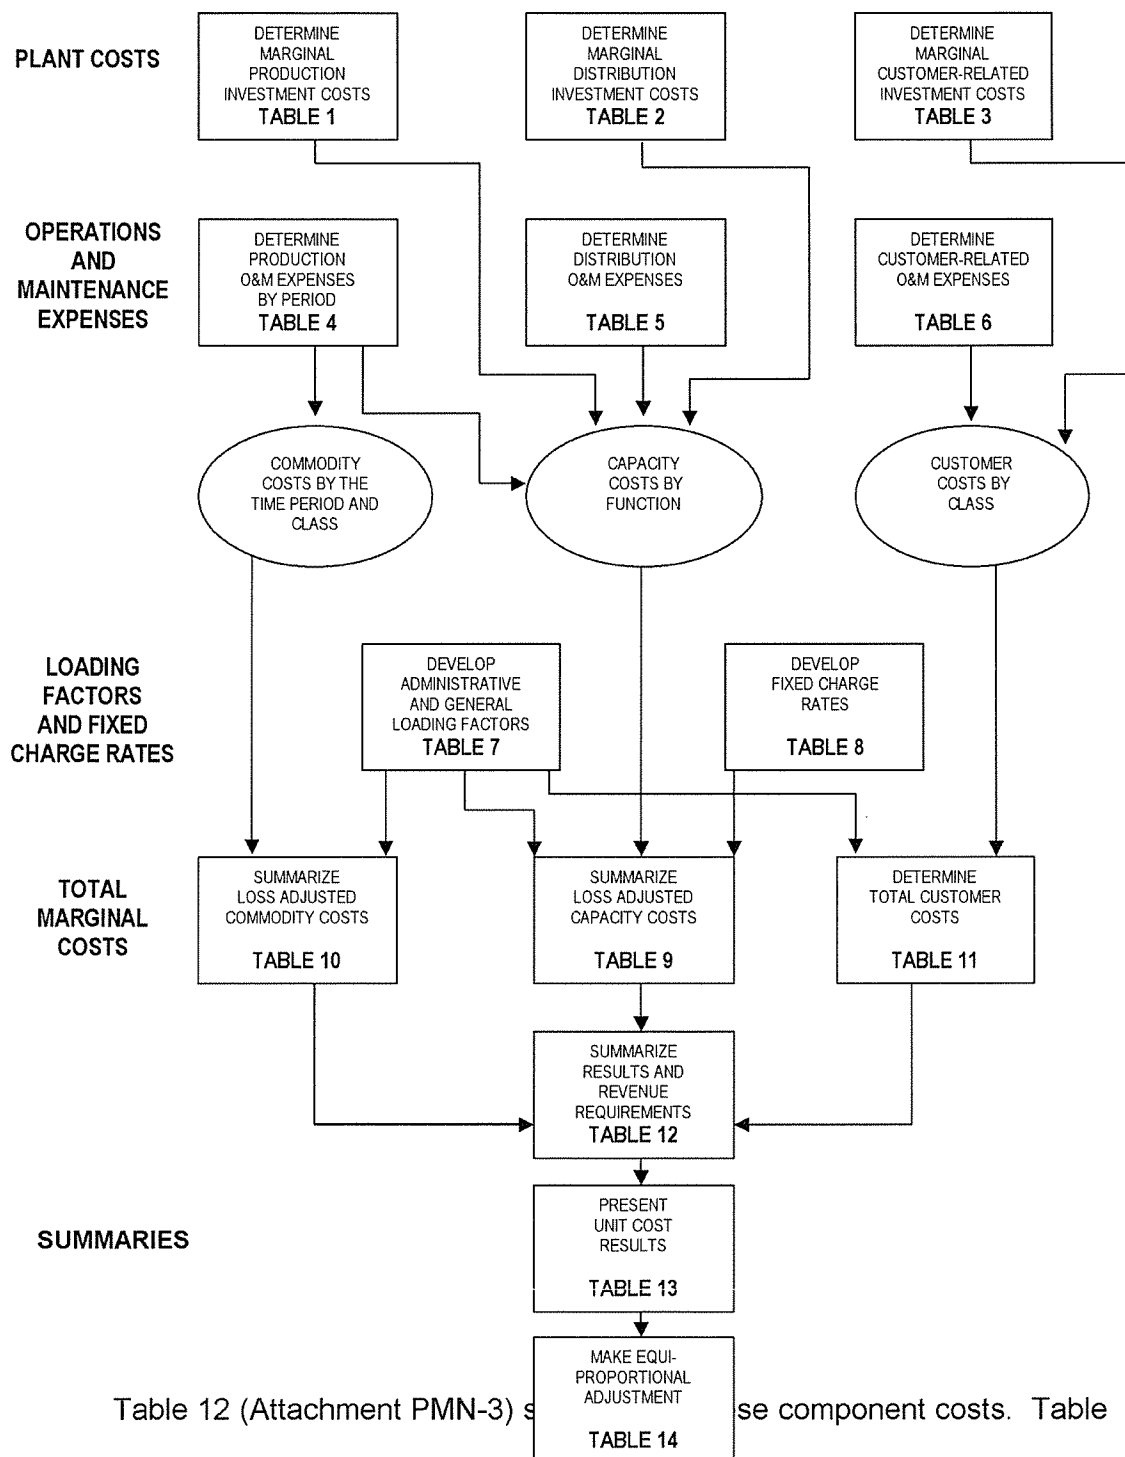 PLANT COSTS
DETERMINE
MARGINAL
PRODUCTION
INVESTMENT COSTS
TABLE 1
DETERMINE
MARGINAL
DISTRIBUTION
INVESTMENT COSTS
TABLE 2
DETERMINE
MARGINAL
CUSTOMER-RELATED
INVESTMENT COSTS
TABLE 3
OPERATIONS
AND
MAINTENANCE
EXPENSES
DETERMINE
PRODUCTION
O&M EXPENSES
BY PERIOD
TABLE 4
DETERMINE
DISTRIBUTION
O&M EXPENSES
TABLE 5
DETERMINE
CUSTOMER-RELATED
O&M EXPENSES
TABLE 6
COMMODITY
COSTS BY THE
TIME PERIOD AND
CLASS
CAPACITY
COSTS BY
FUNCTION
CUSTOMER
COSTS BY
CLASS
LOADING
FACTORS
AND FIXED
CHARGE RATES
DEVELOP
ADMINISTRATIVE
AND GENERAL
LOADING FACTORS
TABLE 7
DEVELOP
FIXED CHARGE
RATES
TABLE 8
TOTAL
MARGINAL
COSTS
SUMMARIZE
LOSS ADJUSTED
COMMODITY COSTS
TABLE 10
SUMMARIZE
LOSS ADJUSTED
CAPACITY COSTS
TABLE 9
DETERMINE
TOTAL CUSTOMER
COSTS
TABLE 11
SUMMARIZE
RESULTS AND
REVENUE
REQUIREMENTS
TABLE 12
SUMMARIES
PRESENT
UNIT COST
RESULTS
TABLE 13
MAKE EQUI-
PROPORTIONAL
ADJUSTMENT
TABLE 14
Table 12 (Attachment PMN-3) s se component costs. Table